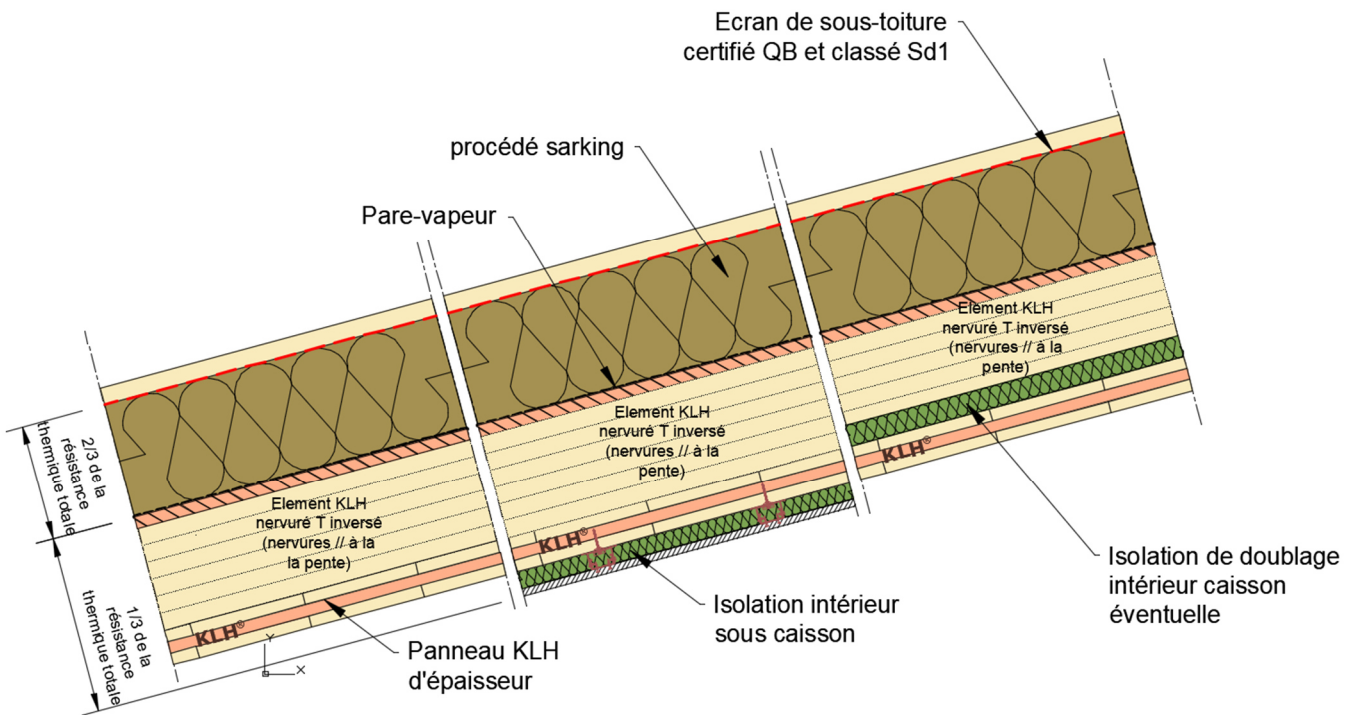 Ecran de sous-toiture
certifié QB et classé Sd1
procédé sarking
Pare-vapeur
Element KLH
nervuré T inversé
(nervures // à la
pente)
Element KLH
nervuré T inversé
(nervures // à la
pente)
Element KLH
nervuré T inversé
(nervures // à la
la pente)
2/3 de la
résistance
thermique totale
1/3 de la
résistance
thermique totale
KLH®
KLH®
KLH®
Isolation de doublage
intérieur caisson
éventuelle
Isolation intérieur
sous caisson
Panneau KLH
d'épaisseur
Y
X